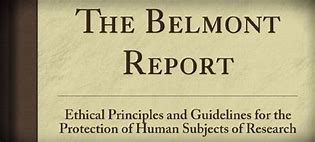 THE BELMONT
REPORT
Ethical Principles and Guidelines for the
Protection of Human Subjects of Research